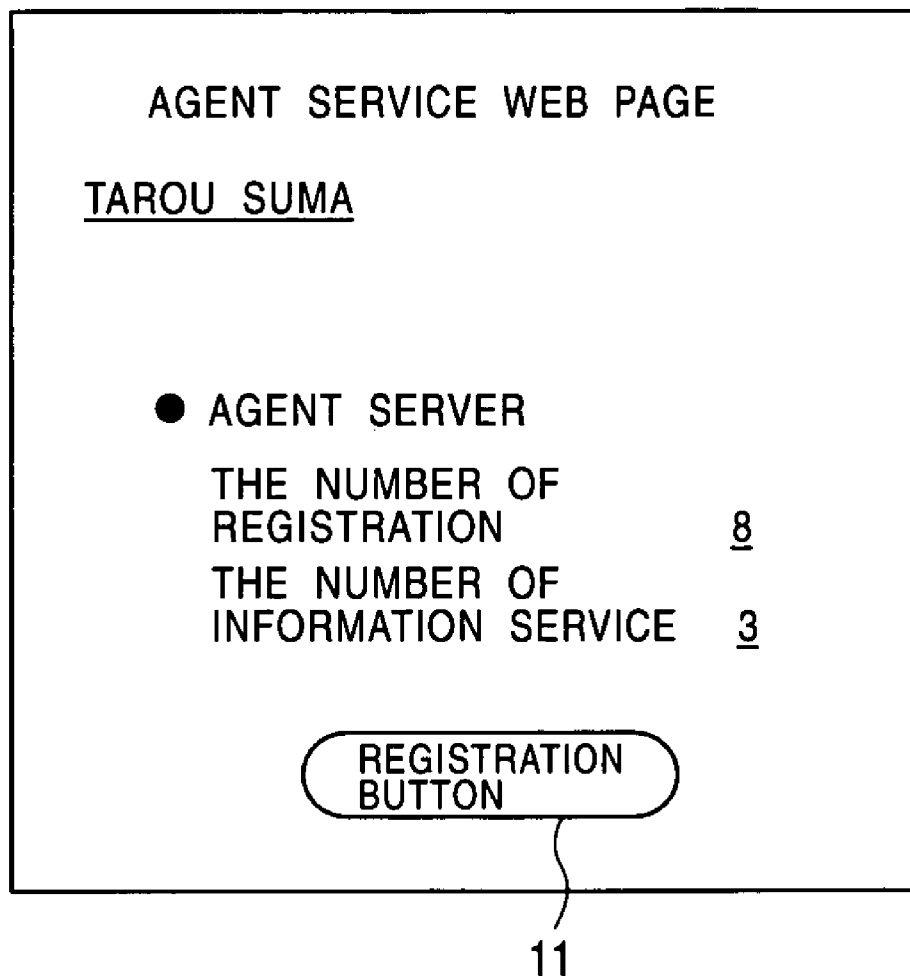 AGENT SERVICE WEB PAGE
TAROU SUMA
● AGENT SERVER
THE NUMBER OF
REGISTRATION 8
THE NUMBER OF
INFORMATION SERVICE 3
REGISTRATION
BUTTON
11